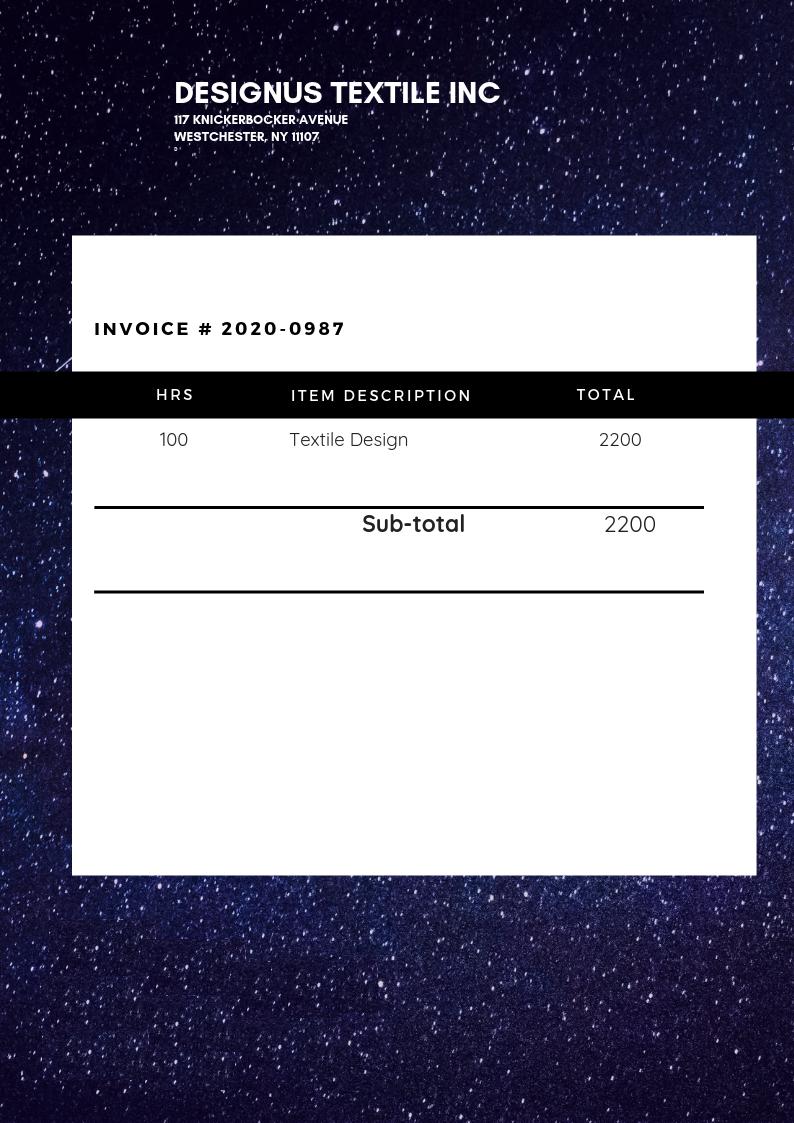 DESIGNUS TEXTILE INC
117 KNICKERBOCKER AVENUE
WESTCHESTER, NY 11107
INVOICE # 2020-0987
HRS ITEM DESCRIPTION TOTAL
100 Textile Design 2200
Sub-total 2200